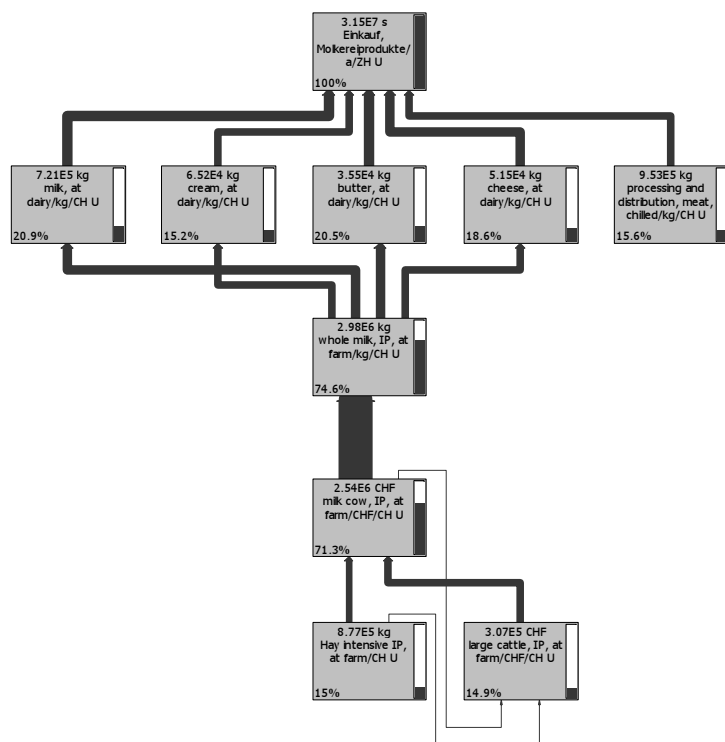 3.15E7 s
Einkauf,
Molkereiprodukte/
a/ZH U
100%
7.21E5 kg
milk, at
dairy/kg/CH U
20.9%
6.52E4 kg
cream, at
dairy/kg/CH U
15.2%
3.55E4 kg
butter, at
dairy/kg/CH U
20.5%
5.15E4 kg
cheese, at
dairy/kg/CH U
18.6%
9.53E5 kg
processing and
distribution, meat,
chilled/kg/CH U
15.6%
2.98E6 kg
whole milk, IP, at
farm/kg/CH U
74.6%
2.54E6 CHF
milk cow, IP, at
farm/CHF/CH U
71.3%
8.77E5 kg
Hay intensive IP,
at farm/CH U
15%
3.07E5 CHF
large cattle, IP, at
farm/CHF/CH U
14.9%